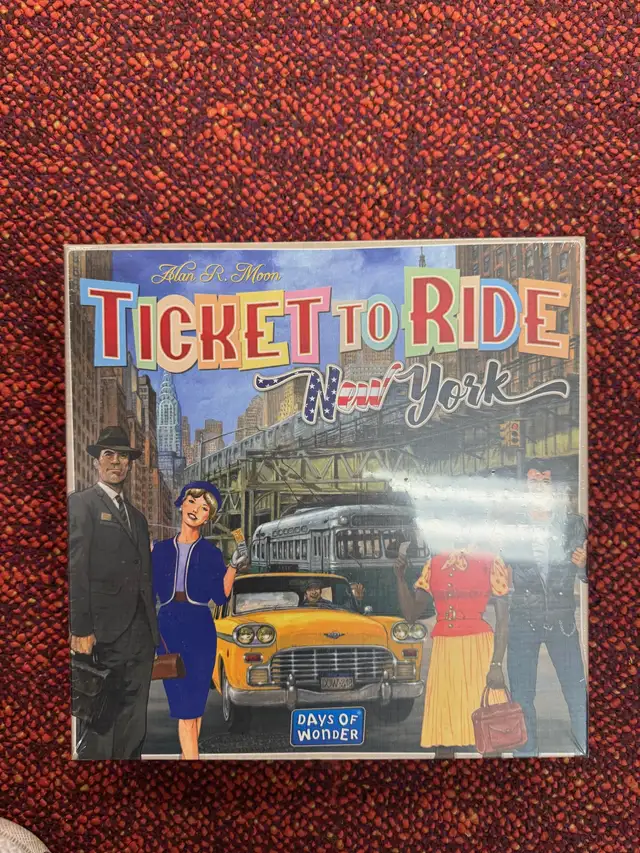 Alan R. Moon
TICKET TO RIDE
New York
DAYS OF
WONDER